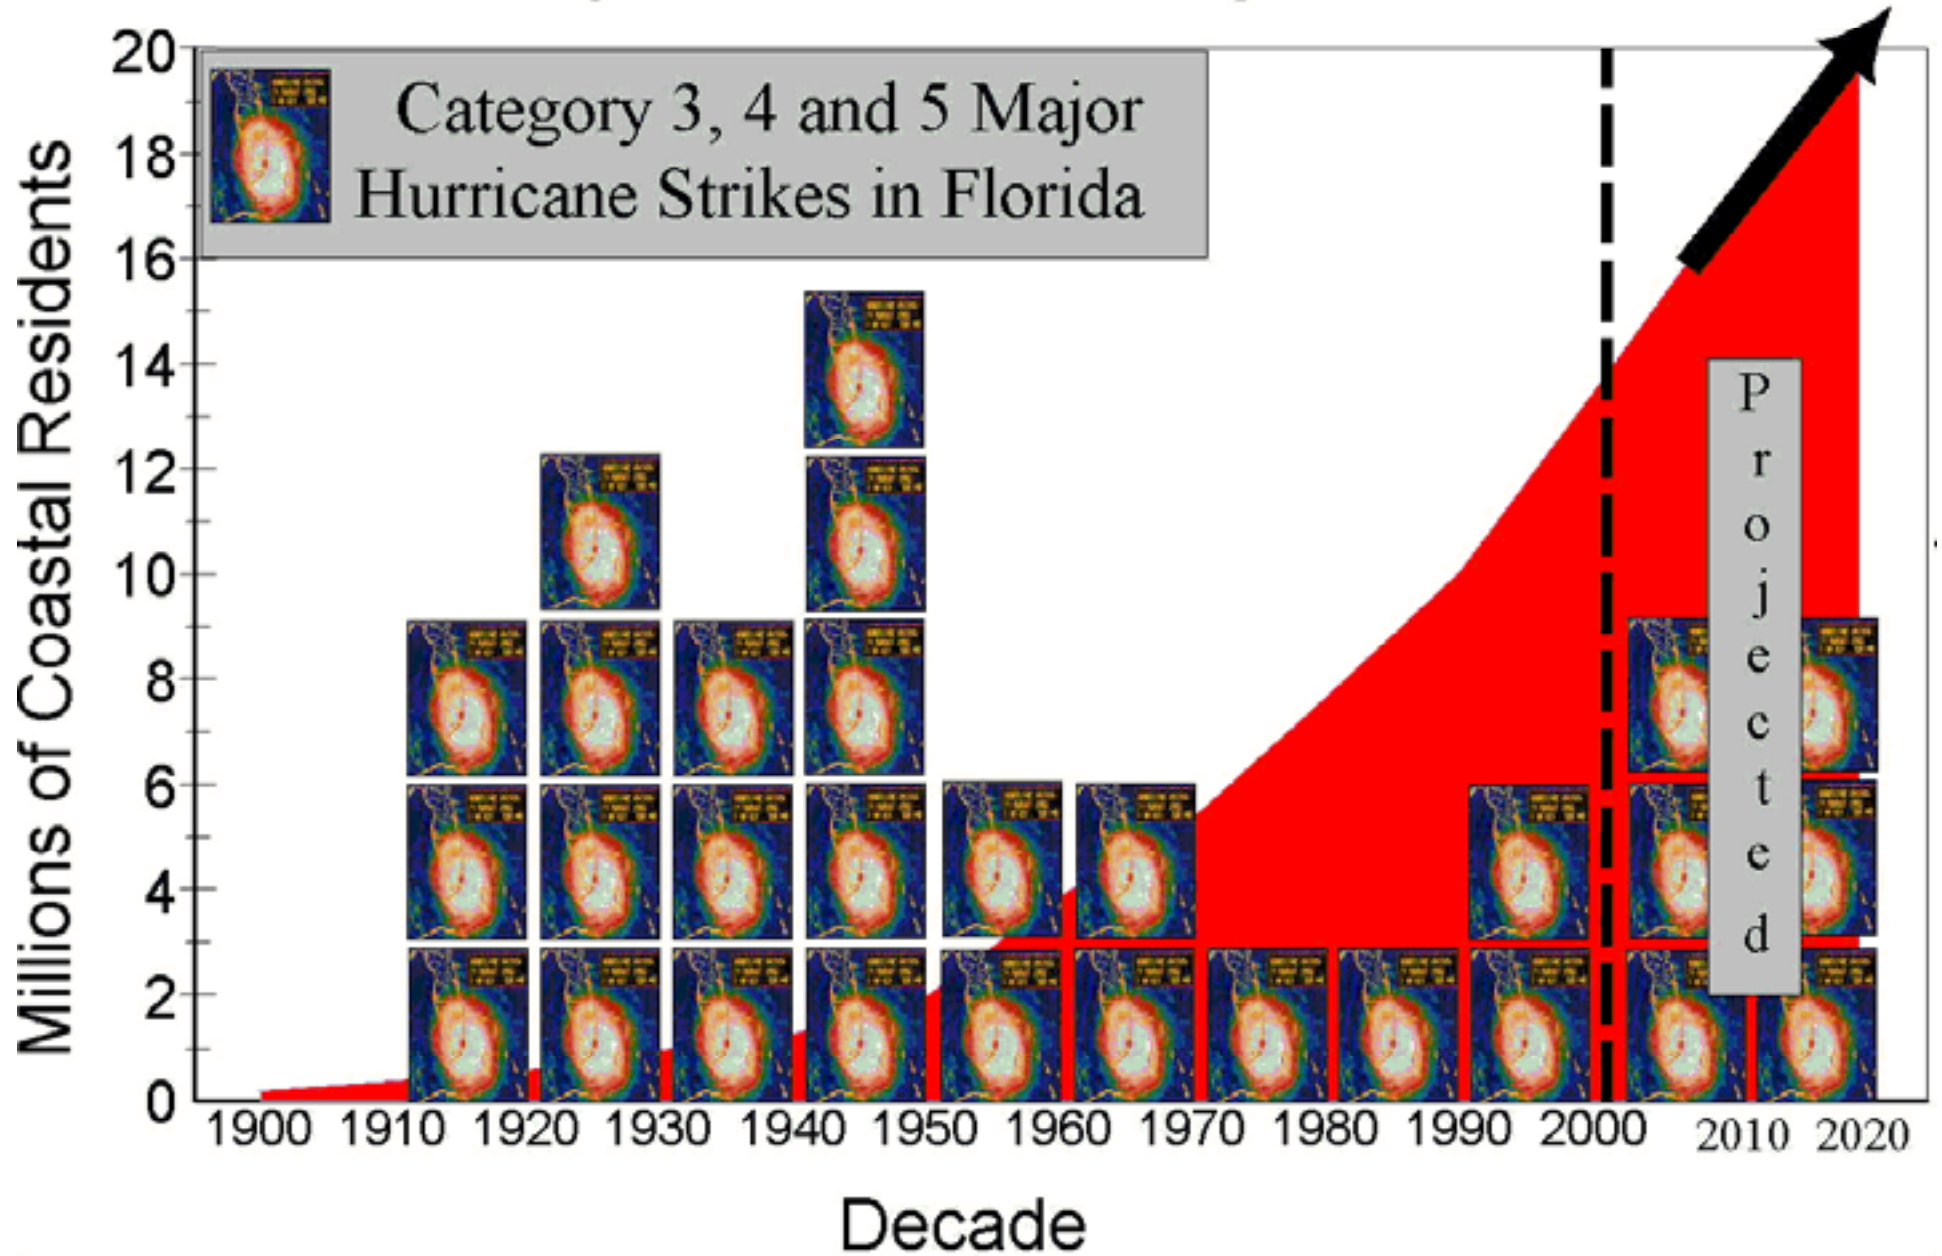 20
18
16
14
12
10
8
6
4
2
0
Millions of Coastal Residents
Category 3, 4 and 5 Major
Hurricane Strikes in Florida
Projected
1900 1910 1920 1930 1940 1950 1960 1970 1980 1990 2000 2010 2020
Decade